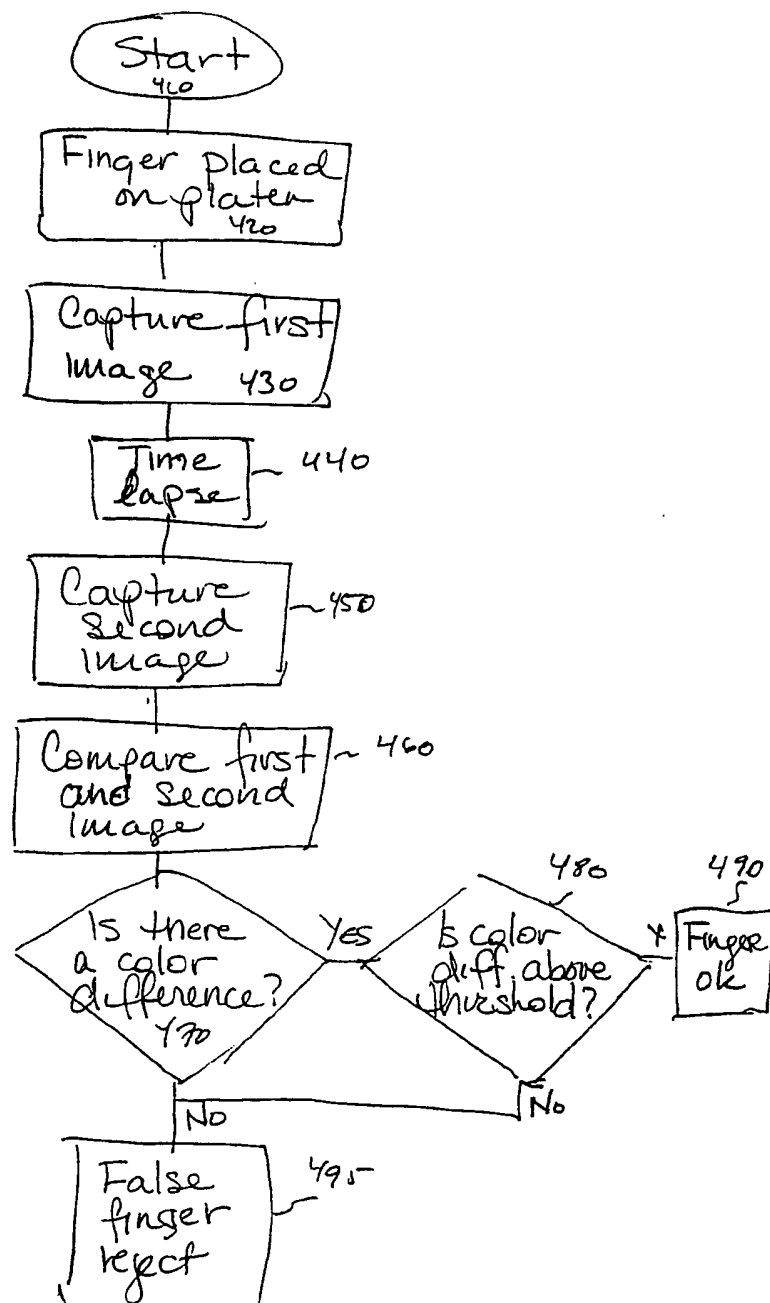 Start
410
Finger placed
on platen
420
Capture first
Image 430
Time
lapse
440
Capture
second
Image
450
Compare first
and second
Image
460
Is there
a color
difference?
470
Yes
Is color
diff. above
threshold?
480
Y
Finger
ok
490
No
No
False
finger
reject
495